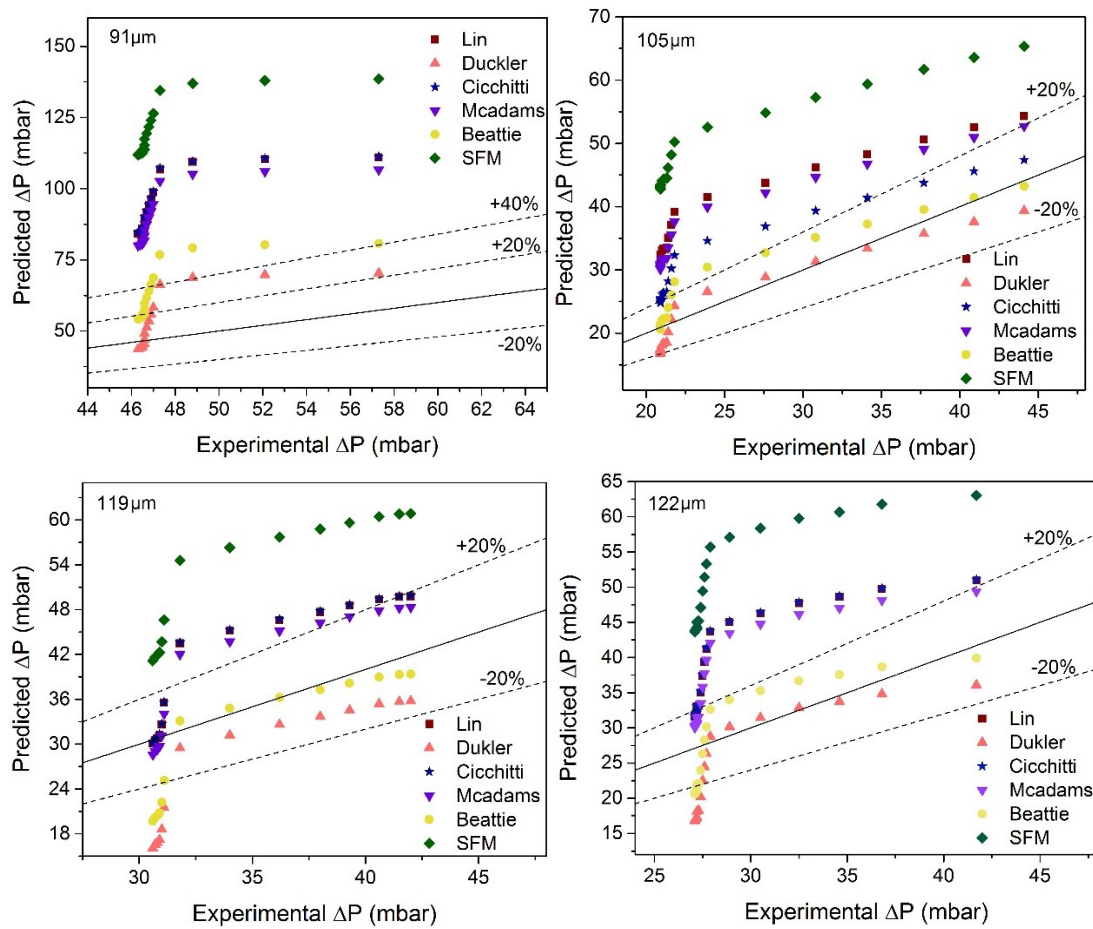 91µm
Lin
Duckler
Cicchitti
Mcadams
Beattie
SFM
+40%
+20%
-20%
150
125
100
75
50
44 46 48 50 52 54 56 58 60 62 64
Predicted ΔP (mbar)
Experimental ΔP (mbar)
105µm
+20%
-20%
Lin
Dukler
Cicchitti
Mcadams
Beattie
SFM
70
60
50
40
30
20
20 25 30 35 40 45
Predicted ΔP (mbar)
Experimental ΔP (mbar)
119µm
+20%
-20%
Lin
Dukler
Cicchitti
Mcadams
Beattie
SFM
60
54
48
42
36
30
24
18
30 35 40 45
Predicted ΔP (mbar)
Experimental ΔP (mbar)
122µm
+20%
-20%
Lin
Dukler
Cicchitti
Mcadams
Beattie
SFM
65
60
55
50
45
40
35
30
25
20
15
25 30 35 40 45
Predicted ΔP (mbar)
Experimental ΔP (mbar)